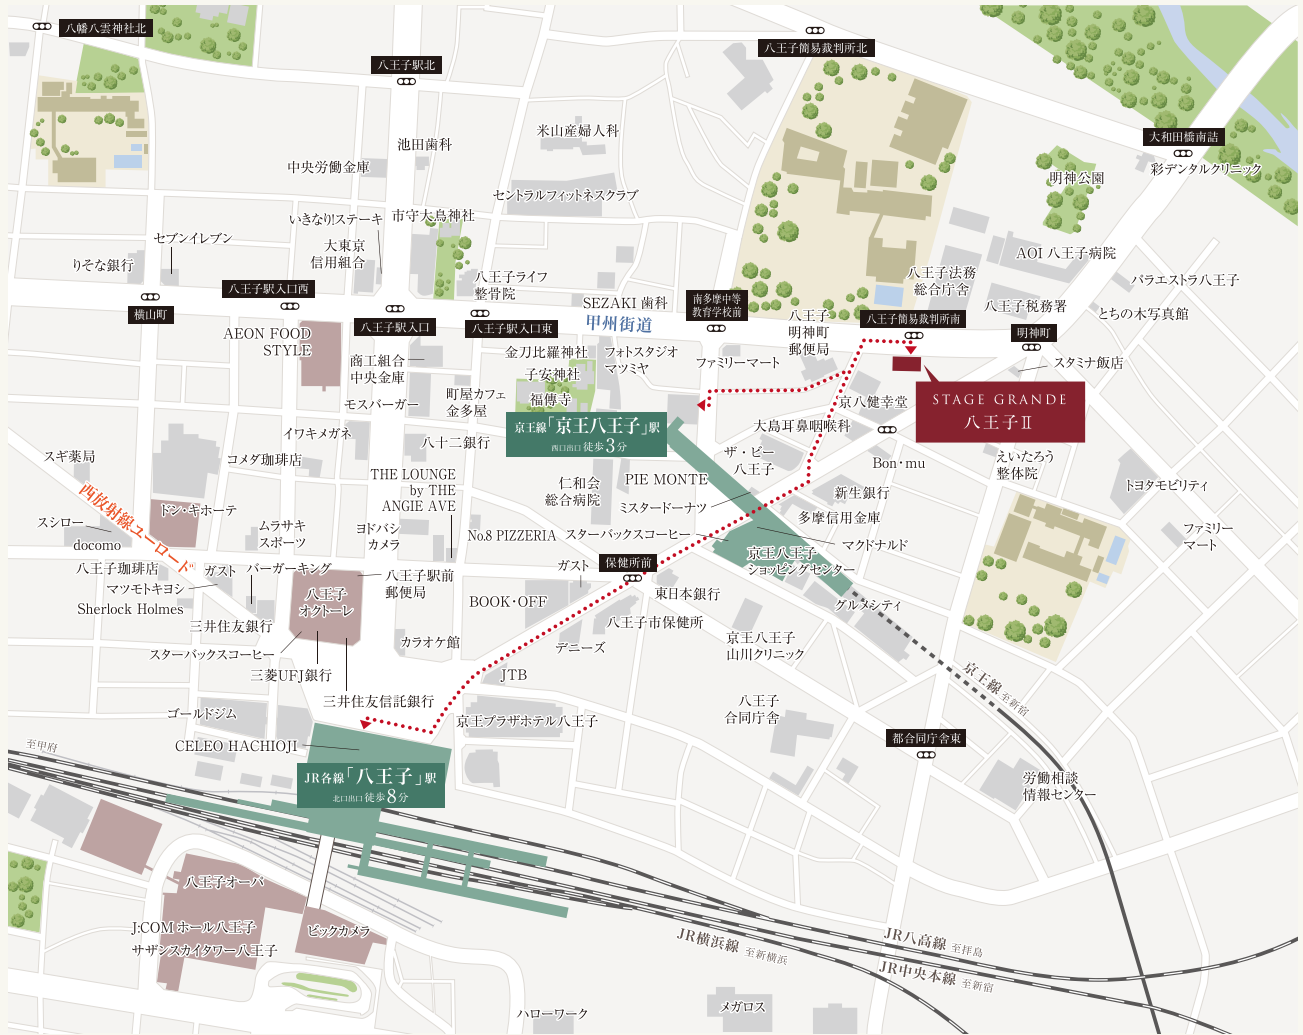 八幡八雲神社北
八王子駅北
八王子簡易裁判所北
大和田橋南詰
米山産婦人科
池田歯科
中央労働金庫
彩デンタルクリニック
明神公園
セントラルフィットネスクラブ
いきなり!ステーキ
市守大鳥神社
セブンイレブン
大東京
信用組合
りそな銀行
AOI 八王子病院
八王子法務
総合庁舎
パラエストラ八王子
八王子ライフ
整骨院
八王子駅入口西
SEZAKI 歯科
南多摩中等
教育学校前
八王子税務署
とちの木写真館
横山町
八王子駅入口
八王子駅入口東
甲州街道
八王子
明神町
郵便局
八王子簡易裁判所南
明神町
AEON FOOD
STYLE
商工組合
中央金庫
金刀比羅神社
フォトスタジオ
マツミヤ
ファミリーマート
スタミナ飯店
子安神社
福傳寺
モスバーガー
町屋カフェ
金多屋
京八健幸堂
STAGE GRANDE
八王子Ⅱ
京王線「京王八王子」駅
西口出口 徒歩3分
大島耳鼻咽喉科
イワキメガネ
八十二銀行
スギ薬局
コメダ珈琲店
ザ・ビー
八王子
Bon・mu
えいたろう
整体院
THE LOUNGE
by THE
ANGIE AVE
仁和会
総合病院
PIE MONTE
新生銀行
トヨタモビリティ
西放射線ユーロード
ドン・キホーテ
ミスタードーナツ
多摩信用金庫
スシロー
docomo
ムラサキ
スポーツ
ヨドバシ
カメラ
No.8 PIZZERIA
スターバックスコーヒー
マクドナルド
ファミリー
マート
京王八王子
ショッピングセンター
八王子珈琲店
ガスト
バーガーキング
八王子駅前
郵便局
ガスト
保健所前
マツモトキヨシ
Sherlock Holmes
八王子
オクトーレ
BOOK・OFF
東日本銀行
グルメシティ
三井住友銀行
八王子市保健所
スターバックスコーヒー
カラオケ館
デニーズ
京王八王子
山川クリニック
三菱UFJ銀行
JTB
京王線 至新宿
三井住友信託銀行
ゴールドジム
京王プラザホテル八王子
八王子
合同庁舎
至甲府
CELEO HACHIOJI
都合同庁舎東
JR各線「八王子」駅
北口出口 徒歩8分
労働相談
情報センター
八王子オーパ
J:COM ホール八王子
サザンスカイタワー八王子
ビックカメラ
JR横浜線 至新横浜
JR八高線 至拝島
JR中央本線 至新宿
メガロス
ハローワーク